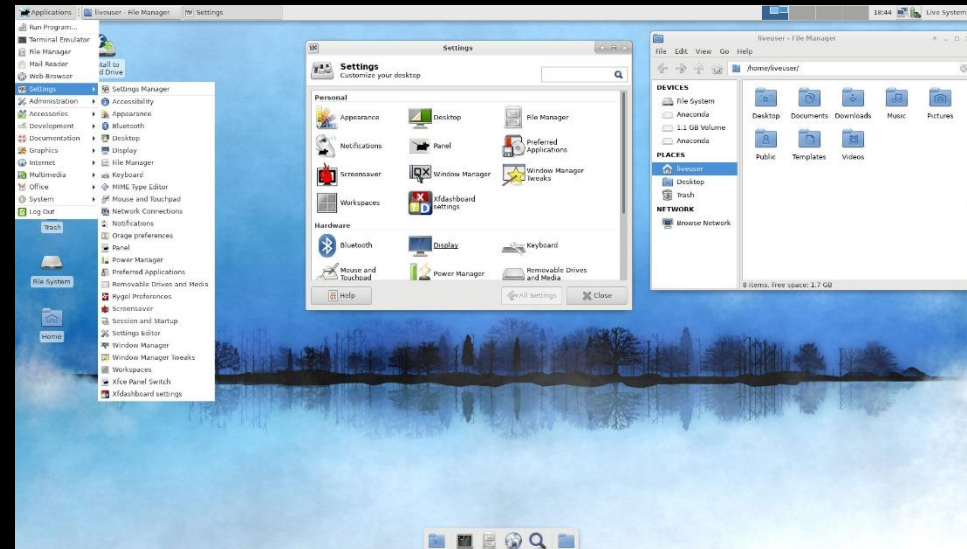 Applications
liveuser - File Manager
Settings
18:44
Live System
Run Program...
Terminal Emulator
File Manager
Mail Reader
Web Browser
Settings
Administration
Accessories
Development
Documentation
Graphics
Internet
Multimedia
Office
System
Log Out
Settings Manager
Accessibility
Appearance
Bluetooth
Desktop
Display
File Manager
Keyboard
MIME Type Editor
Mouse and Touchpad
Network Connections
Notifications
Orage preferences
Panel
Power Manager
Preferred Applications
Removable Drives and Media
Rygel Preferences
Screensaver
Session and Startup
Settings Editor
Window Manager
Window Manager Tweaks
Workspaces
Xfce Panel Switch
Xfdashboard settings
Trash
File System
Home
Settings
Settings
Customize your desktop
Personal
Appearance
Desktop
File Manager
Notifications
Panel
Preferred
Applications
Screensaver
Window Manager
Window Manager
Tweaks
Workspaces
Xfdashboard
settings
Hardware
Bluetooth
Display
Keyboard
Mouse and
Touchpad
Power Manager
Removable Drives
and Media
Help
All Settings
Close
liveuser - File Manager
File Edit View Go Help
/home/liveuser/
DEVICES
File System
Anaconda
1.1 GB Volume
Anaconda
PLACES
liveuser
Desktop
Trash
NETWORK
Browse Network
Desktop Documents Downloads Music Pictures
Public Templates Videos
8 items. Free space: 1.7 GB